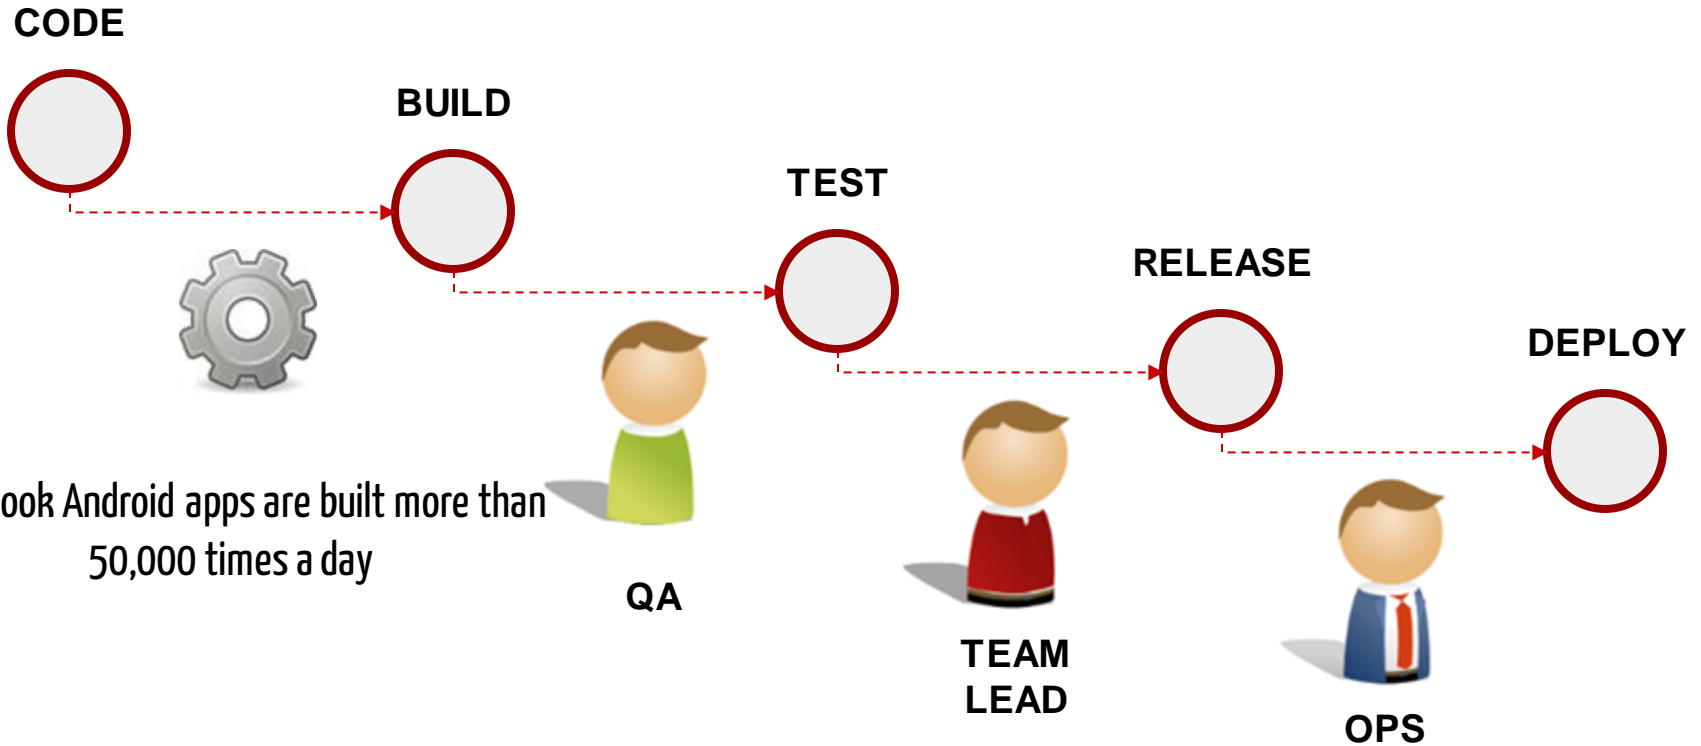 CODE
BUILD
TEST
RELEASE
DEPLOY
ook Android apps are built more than
50,000 times a day
QA
TEAM
LEAD
OPS